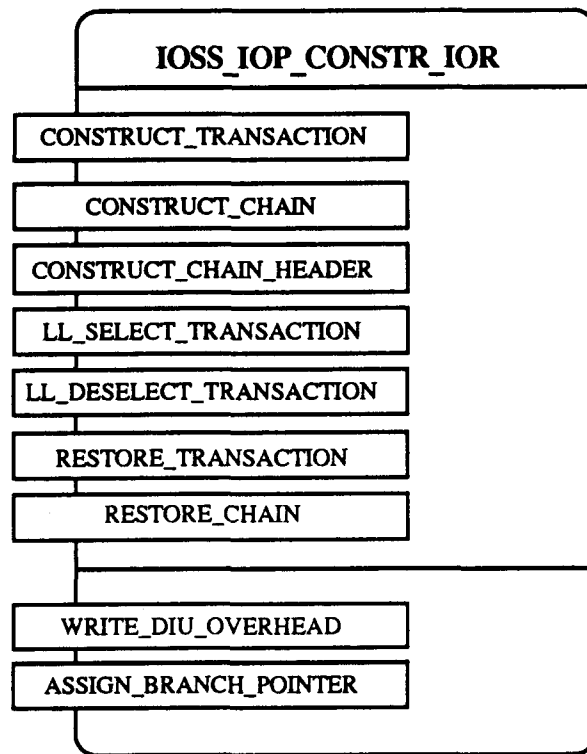 IOSS_IOP_CONSTR_IOR
CONSTRUCT_TRANSACTION
CONSTRUCT_CHAIN
CONSTRUCT_CHAIN_HEADER
LL_SELECT_TRANSACTION
LL_DESELECT_TRANSACTION
RESTORE_TRANSACTION
RESTORE_CHAIN
WRITE_DIU_OVERHEAD
ASSIGN_BRANCH_POINTER